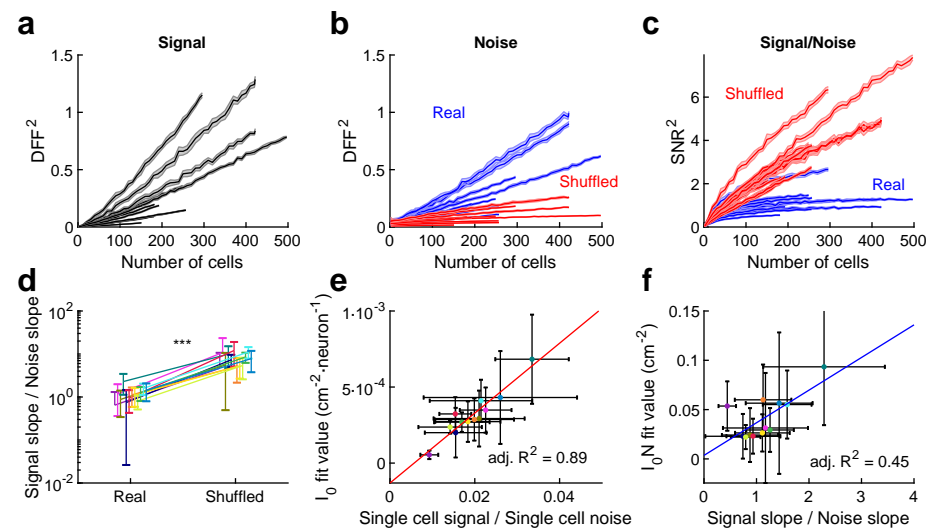 a
Signal
DFF²
1.5
1
0.5
0
0 100 200 300 400 500
Number of cells
b
Noise
DFF²
1.5
1
0.5
0
Real
Shuffled
0 100 200 300 400 500
Number of cells
c
Signal/Noise
SNR²
6
4
2
0
Shuffled
Real
0 100 200 300 400 500
Number of cells
d
Signal slope / Noise slope
10²
10⁰
10⁻²
***
Real Shuffled
e
I₀ fit value (cm⁻²·neuron⁻¹)
1·10⁻³
5·10⁻⁴
0
adj. R² = 0.89
0 0.02 0.04
Single cell signal / Single cell noise
f
I₀N fit value (cm⁻²)
0.15
0.10
0.05
0
adj. R² = 0.45
0 1 2 3 4
Signal slope / Noise slope